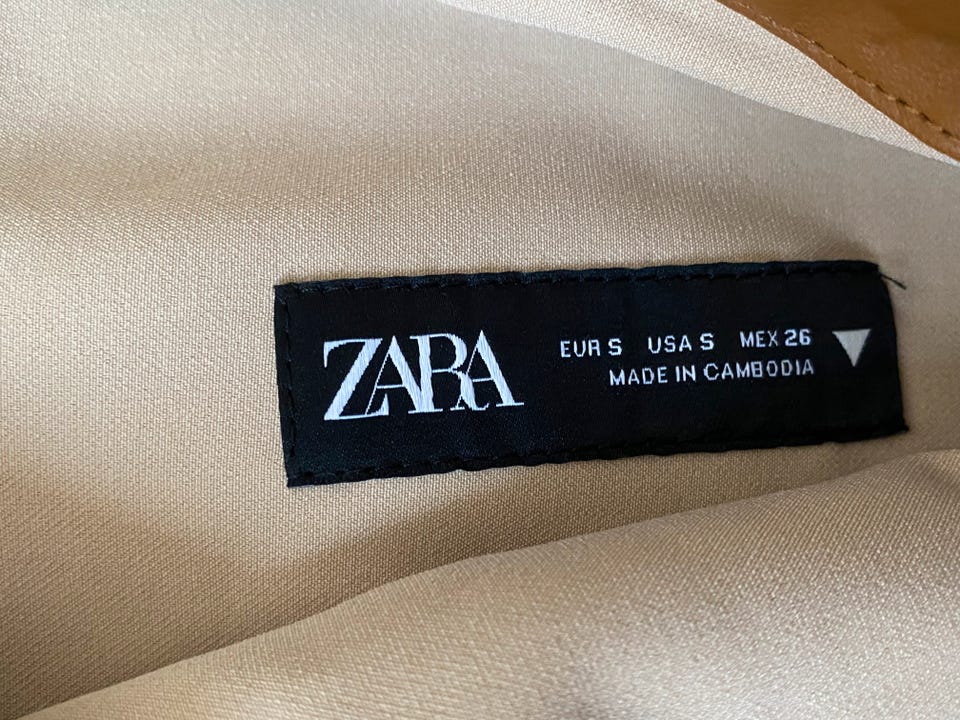 ZARA
EUR S USA S MEX 26
MADE IN CAMBODIA